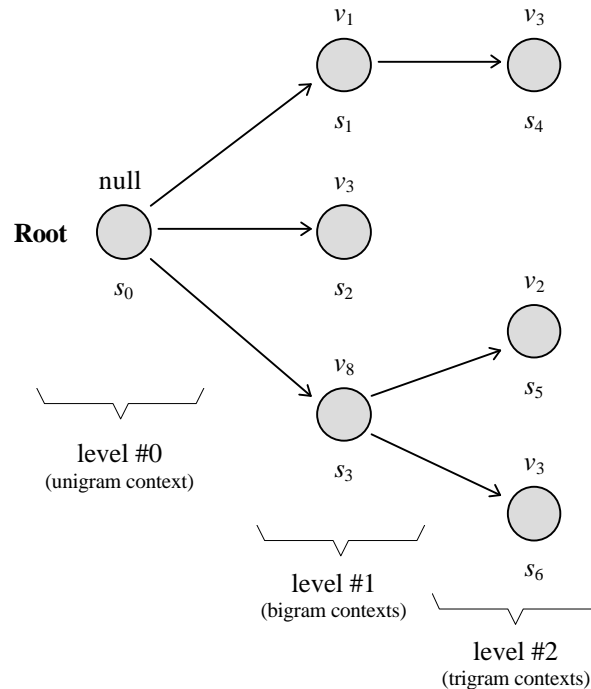 v₁
v₃
s₁
s₄
null
v₃
Root
s₀
s₂
v₂
v₈
s₅
level #0
(unigram context)
s₃
v₃
s₆
level #1
(bigram contexts)
level #2
(trigram contexts)